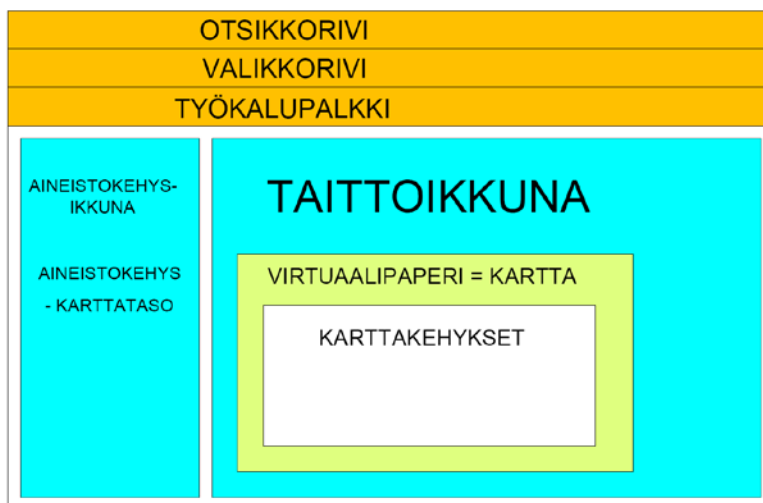 OTSIKKORIVI
VALIKKORIVI
TYÖKALUPALKKI
AINEISTOKEHYS-
IKKUNA
AINEISTOKEHYS
- KARTTATASO
TAITTOIKKUNA
VIRTUAALIPAPERI = KARTTA
KARTTAKEHYKSET